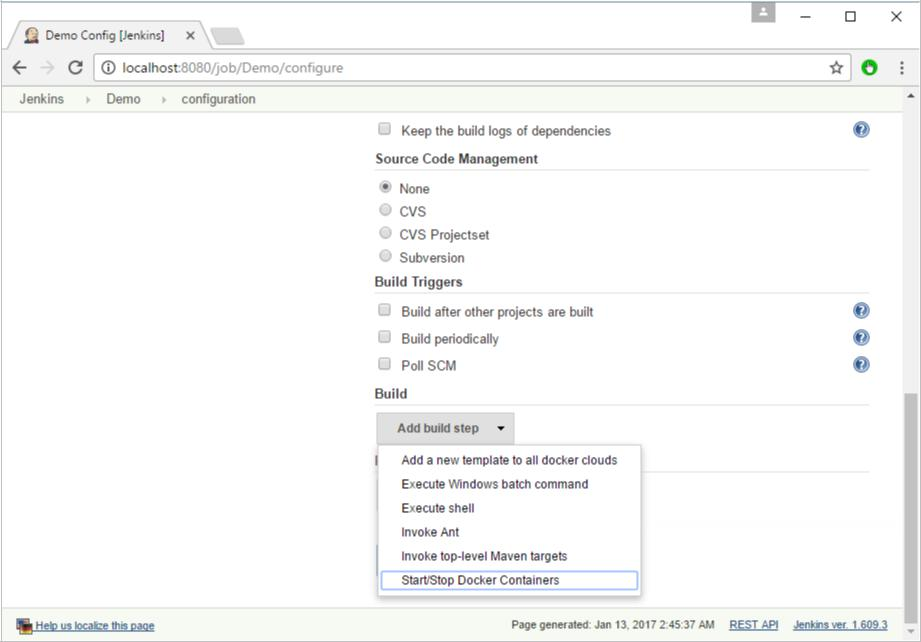 Demo Config [Jenkins]
localhost:8080/job/Demo/configure
Jenkins Demo configuration
Keep the build logs of dependencies
Source Code Management
None
CVS
CVS Projectset
Subversion
Build Triggers
Build after other projects are built
Build periodically
Poll SCM
Build
Add build step
Add a new template to all docker clouds
Execute Windows batch command
Execute shell
Invoke Ant
Invoke top-level Maven targets
Start/Stop Docker Containers
Help us localize this page Page generated: Jan 13, 2017 2:45:37 AM REST API Jenkins ver. 1.609.3